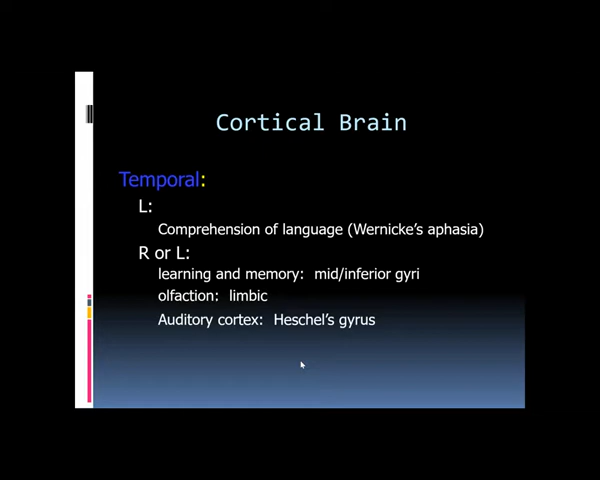 Cortical Brain
Temporal:
L:
Comprehension of language (Wernicke's aphasia)
R or L:
learning and memory: mid/inferior gyri
olfaction: limbic
Auditory cortex: Heschel's gyrus